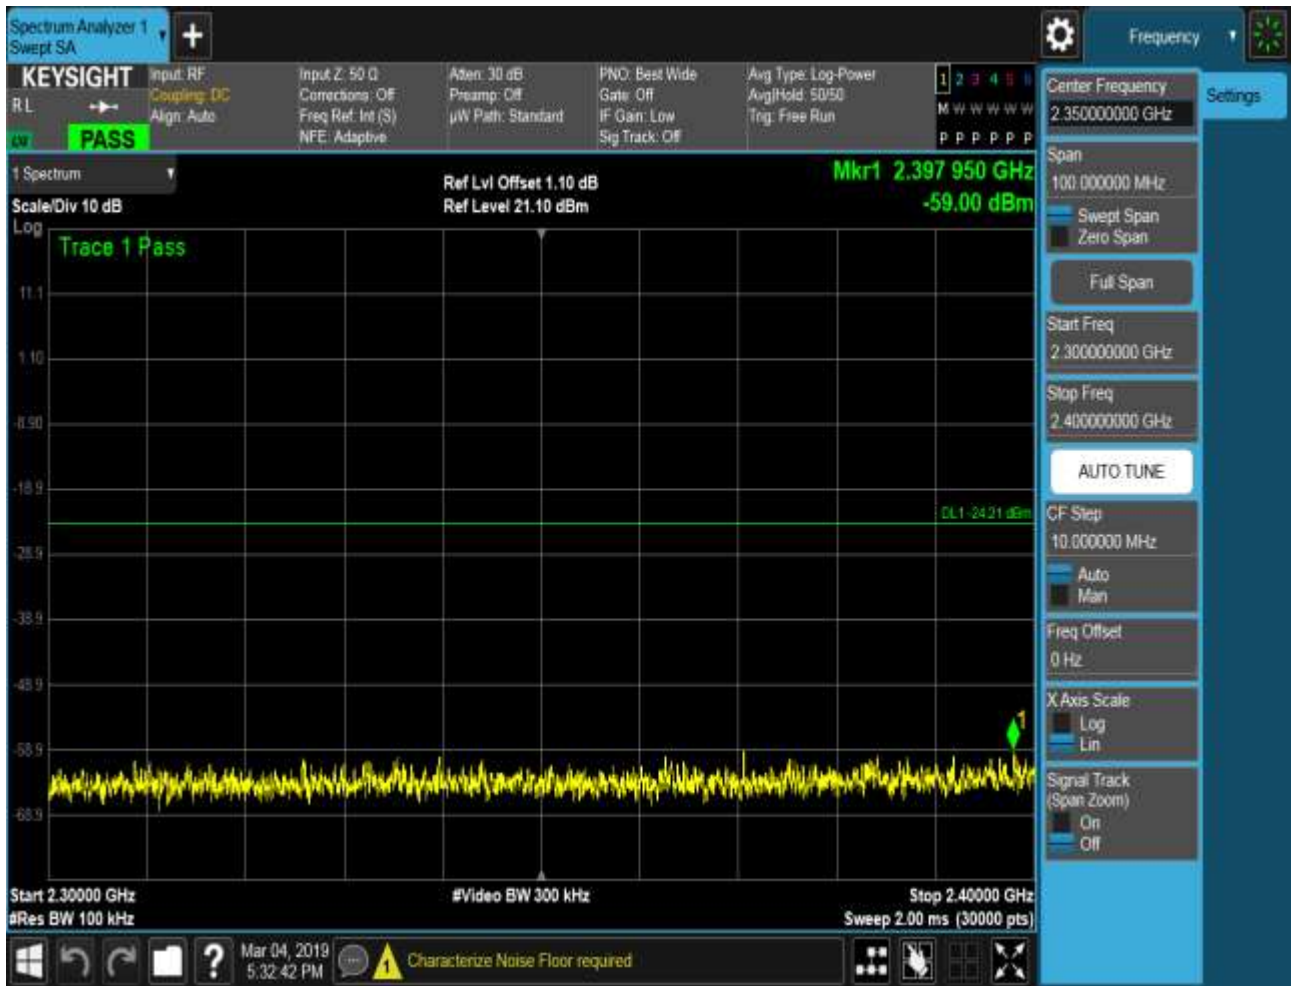 Spectrum Analyzer 1
Swept SA
Frequency
KEYSIGHT
R L
PASS
Input: RF
Coupling: DC
Align: Auto
Input Z: 50 Ω
Corrections: Off
Freq Ref: Int (S)
NFE: Adaptive
Atten: 30 dB
Preamp: Off
µW Path: Standard
PNO: Best Wide
Gate: Off
IF Gain: Low
Sig Track: Off
Avg Type: Log-Power
Avg|Hold: 50/50
Trig: Free Run
1 2 3 4 5 6
M W W W W W
P P P P P P
1 Spectrum
Scale/Div 10 dB
Log
Ref Lvl Offset 1.10 dB
Ref Level 21.10 dBm
Mkr1 2.397 950 GHz
-59.00 dBm
Trace 1 Pass
11.1
1.10
-8.90
-18.9
DL1 -24.21 dBm
-28.9
-38.9
-48.9
1
-58.9
-68.9
Start 2.30000 GHz
#Video BW 300 kHz
Stop 2.40000 GHz
#Res BW 100 kHz
Sweep 2.00 ms (30000 pts)
Center Frequency
2.350000000 GHz
Settings
Span
100.000000 MHz
Swept Span
Zero Span
Full Span
Start Freq
2.300000000 GHz
Stop Freq
2.400000000 GHz
AUTO TUNE
CF Step
10.000000 MHz
Auto
Man
Freq Offset
0 Hz
X Axis Scale
Log
Lin
Signal Track
(Span Zoom)
On
Off
?
Mar 04, 2019
5:32:42 PM
1
Characterize Noise Floor required